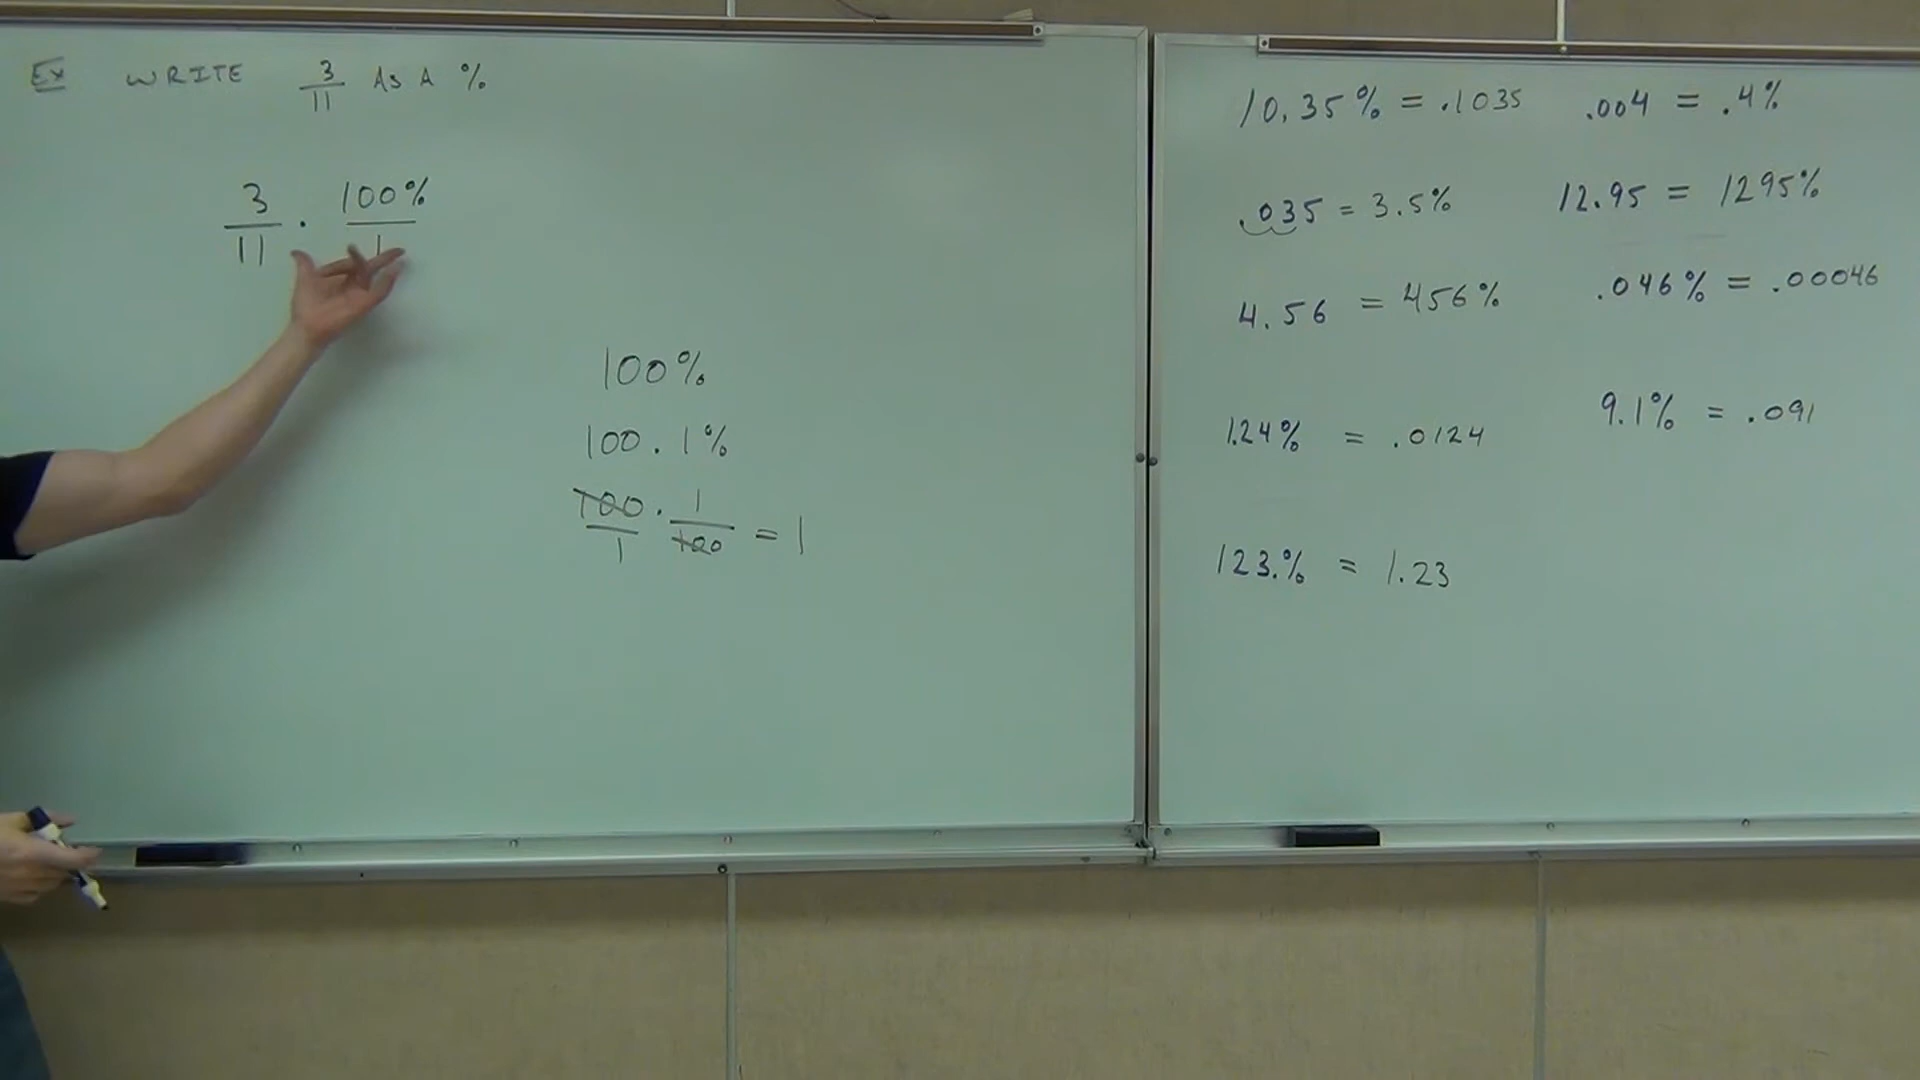 Ex WRITE 3/11 AS A %
3/11 · 100%/1
100%
100 . 1%
100/1 · 1/100 = 1
10.35% = .1035
.004 = .4%
.035 = 3.5%
12.95 = 1295%
4.56 = 456%
.046% = .00046
1.24% = .0124
9.1% = .091
123.% = 1.23